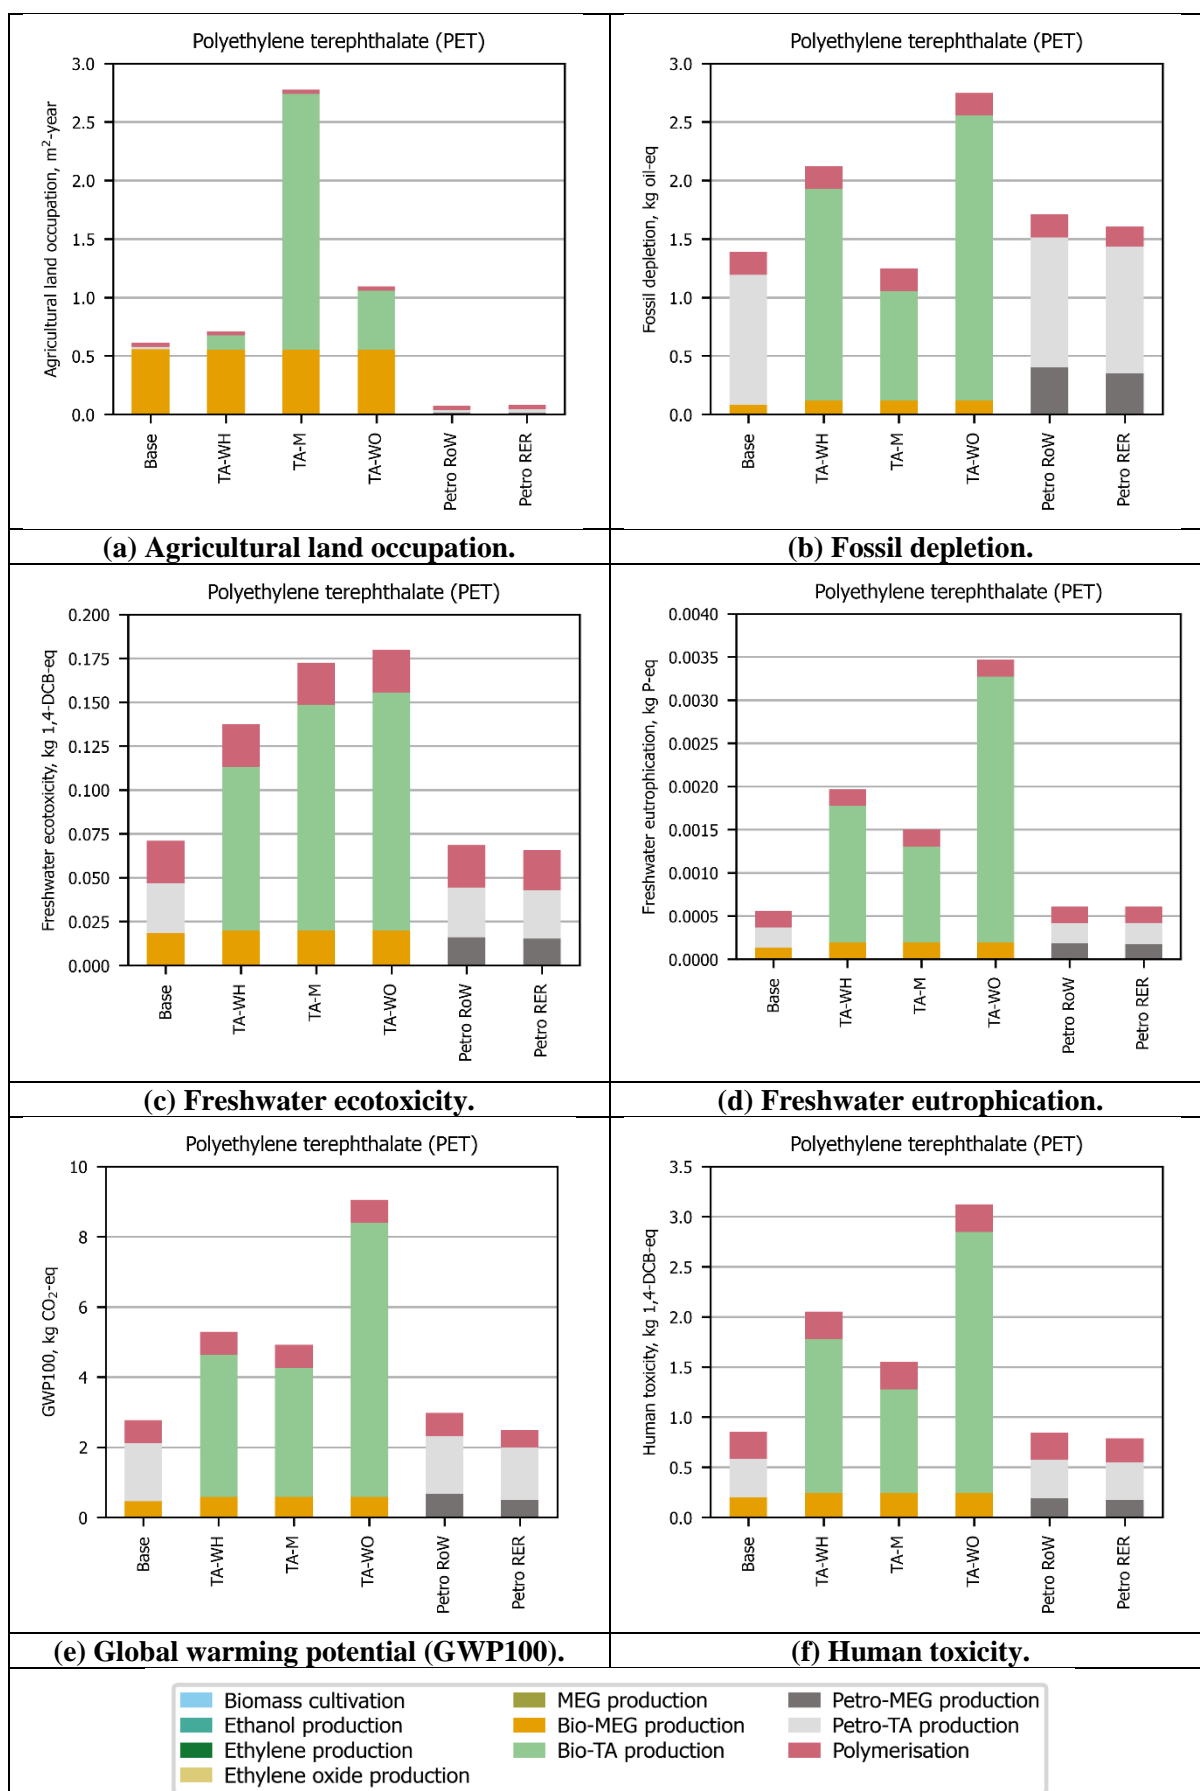 Polyethylene terephthalate (PET)
Agricultural land occupation, m²-year
3.0
2.5
2.0
1.5
1.0
0.5
0.0
Base
TA-WH
TA-M
TA-WO
Petro RoW
Petro RER
(a) Agricultural land occupation.
Polyethylene terephthalate (PET)
Fossil depletion, kg oil-eq
3.0
2.5
2.0
1.5
1.0
0.5
0.0
Base
TA-WH
TA-M
TA-WO
Petro RoW
Petro RER
(b) Fossil depletion.
Polyethylene terephthalate (PET)
Freshwater ecotoxicity, kg 1,4-DCB-eq
0.200
0.175
0.150
0.125
0.100
0.075
0.050
0.025
0.000
Base
TA-WH
TA-M
TA-WO
Petro RoW
Petro RER
(c) Freshwater ecotoxicity.
Polyethylene terephthalate (PET)
Freshwater eutrophication, kg P-eq
0.0040
0.0035
0.0030
0.0025
0.0020
0.0015
0.0010
0.0005
0.0000
Base
TA-WH
TA-M
TA-WO
Petro RoW
Petro RER
(d) Freshwater eutrophication.
Polyethylene terephthalate (PET)
GWP100, kg CO₂-eq
10
8
6
4
2
0
Base
TA-WH
TA-M
TA-WO
Petro RoW
Petro RER
(e) Global warming potential (GWP100).
Polyethylene terephthalate (PET)
Human toxicity, kg 1,4-DCB-eq
3.5
3.0
2.5
2.0
1.5
1.0
0.5
0.0
Base
TA-WH
TA-M
TA-WO
Petro RoW
Petro RER
(f) Human toxicity.
Biomass cultivation
Ethanol production
Ethylene production
Ethylene oxide production
MEG production
Bio-MEG production
Bio-TA production
Petro-MEG production
Petro-TA production
Polymerisation